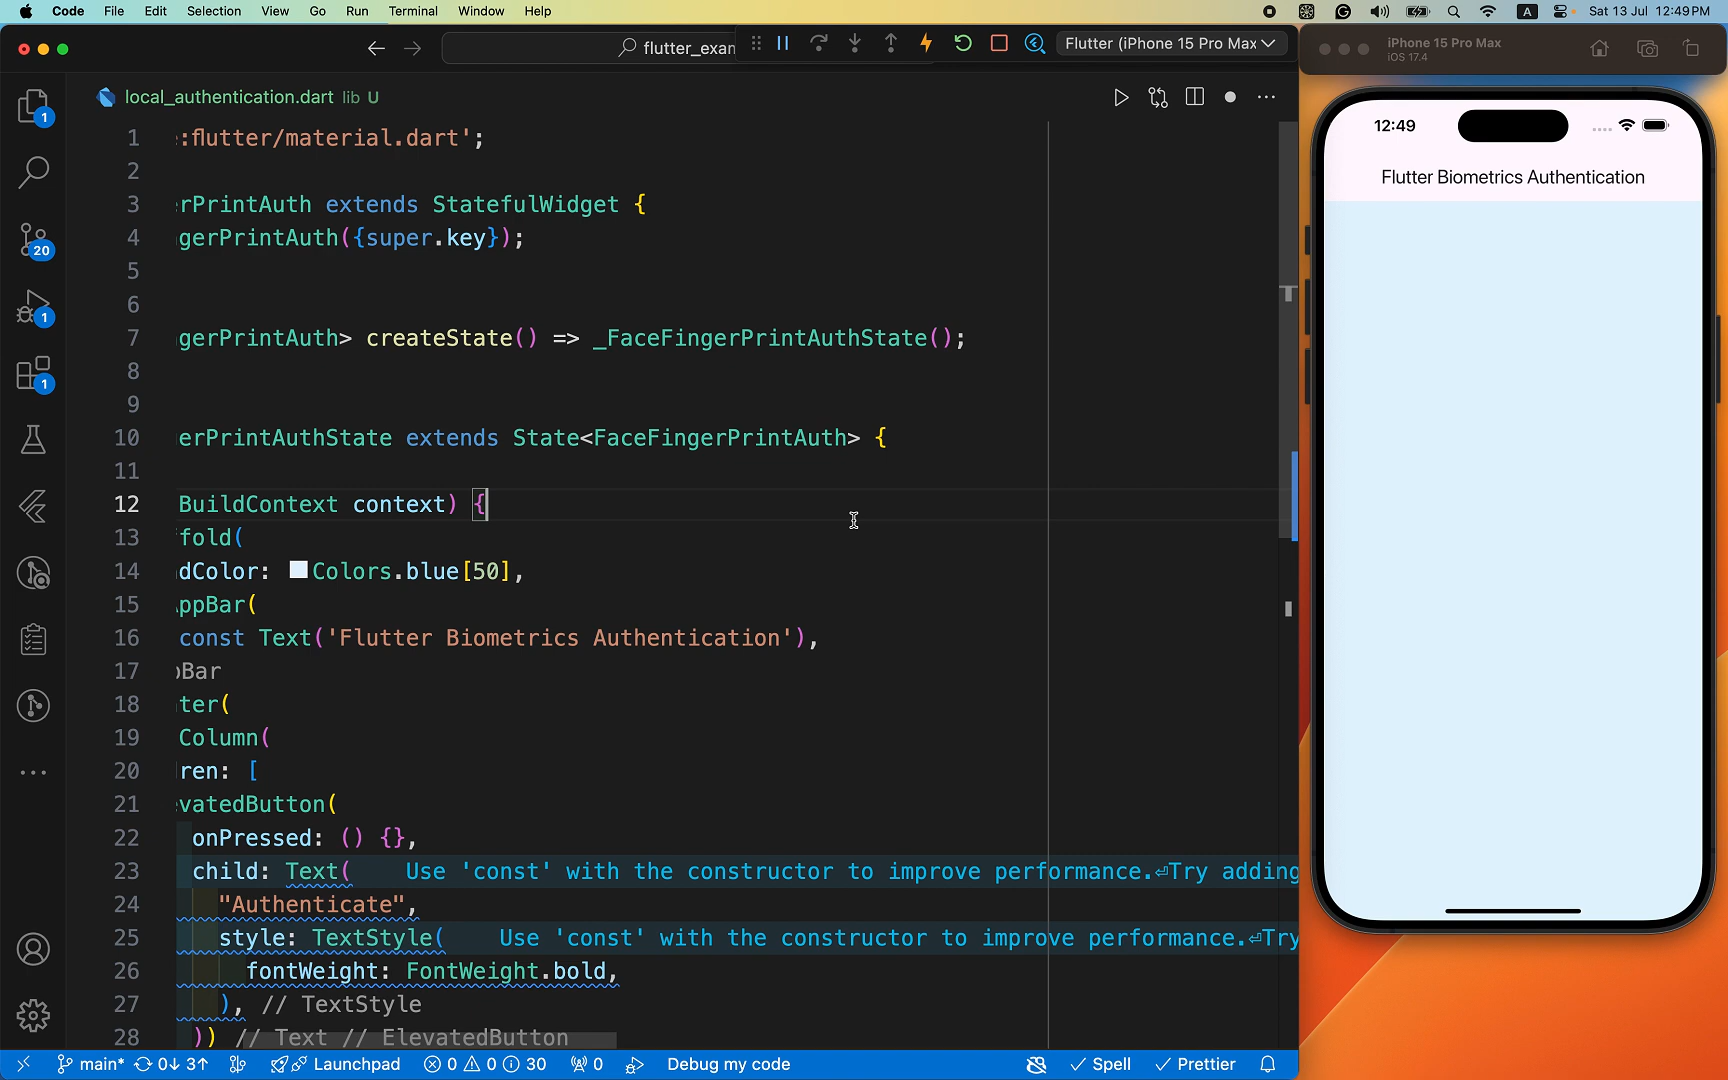 Code File Edit Selection View Go Run Terminal Window Help
A Sat 13 Jul 12:49 PM
flutter_exan
Flutter (iPhone 15 Pro Max
iPhone 15 Pro Max
iOS 17.4
local_authentication.dart lib U
1 :flutter/material.dart';
2
3 erPrintAuth extends StatefulWidget {
4 gerPrintAuth({super.key});
5
6
7 gerPrintAuth> createState() => _FaceFingerPrintAuthState();
8
9
10 erPrintAuthState extends State<FaceFingerPrintAuth> {
11
12 BuildContext context) {
13 ffold(
14 dColor: Colors.blue[50],
15 AppBar(
16 const Text('Flutter Biometrics Authentication'),
17 pBar
18 ter(
19 Column(
20 ren: [
21 evatedButton(
22 onPressed: () {},
23 child: Text( Use 'const' with the constructor to improve performance.⏎Try adding
24 "Authenticate",
25 style: TextStyle( Use 'const' with the constructor to improve performance.⏎Try
26 fontWeight: FontWeight.bold,
27 ), // TextStyle
28 )) // Text // ElevatedButton
1
20
1
1
12:49
Flutter Biometrics Authentication
main* 0↓ 3↑ Launchpad 0 0 30 0 Debug my code Spell Prettier